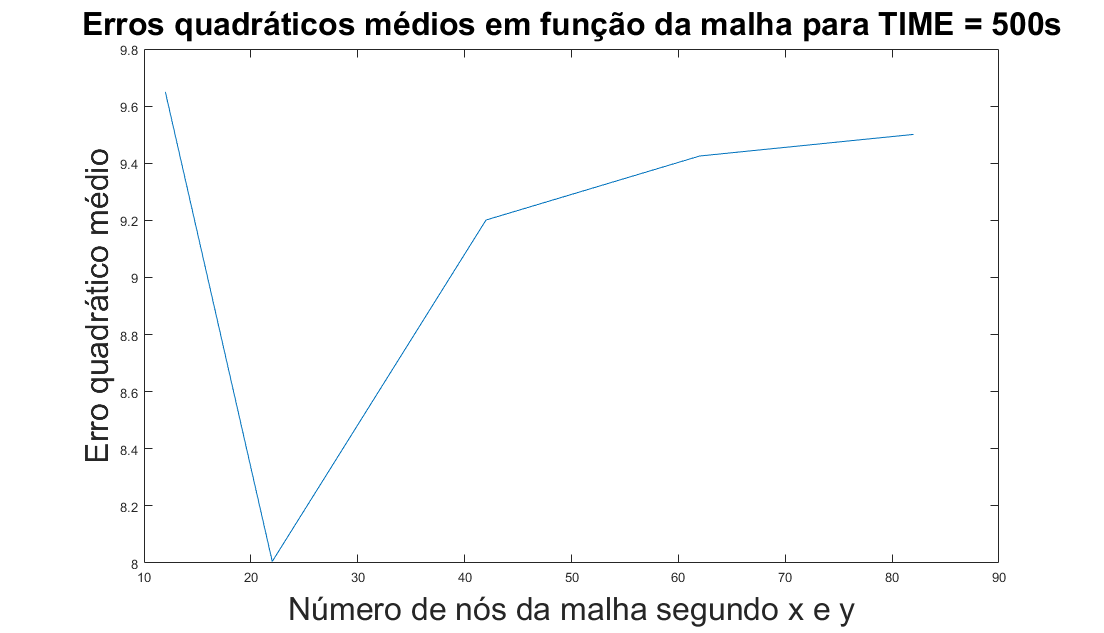 Erros quadráticos médios em função da malha para TIME = 500s
9.8
9.6
9.4
9.2
9
8.8
8.6
8.4
8.2
8
Erro quadrático médio
10 20 30 40 50 60 70 80 90
Número de nós da malha segundo x e y